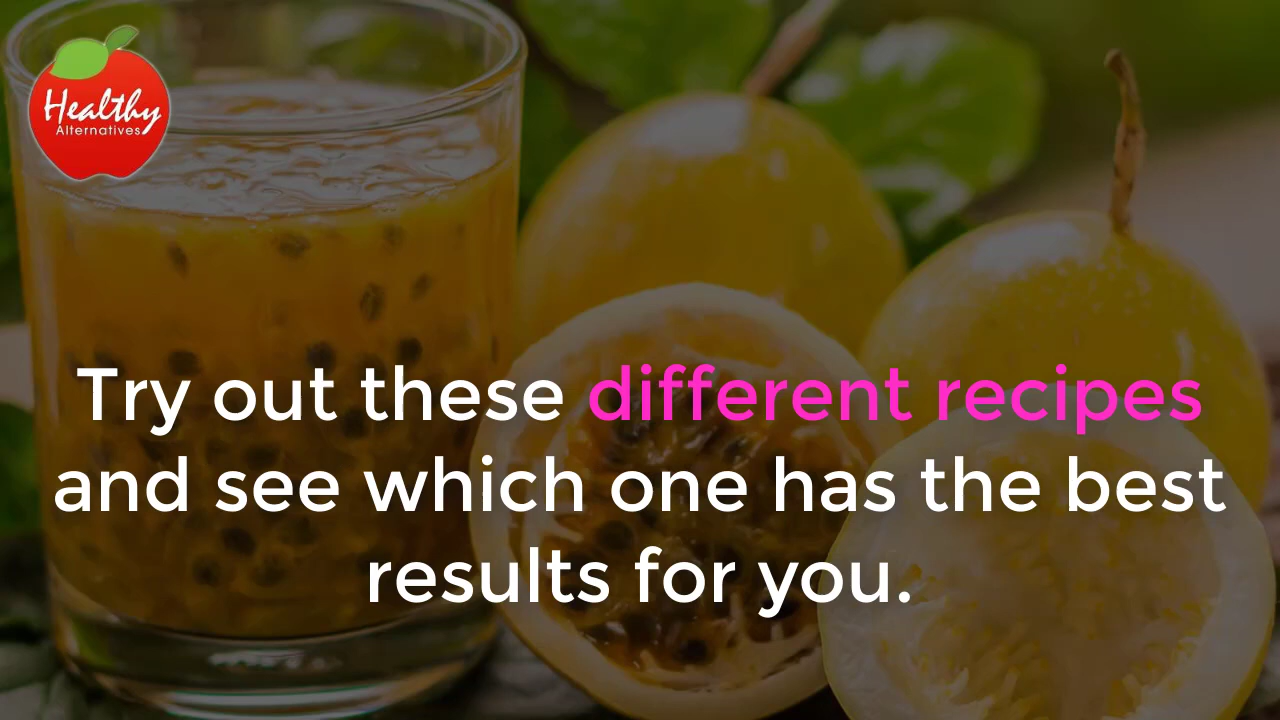 Healthy
Alternatives
Try out these different recipes
and see which one has the best
results for you.